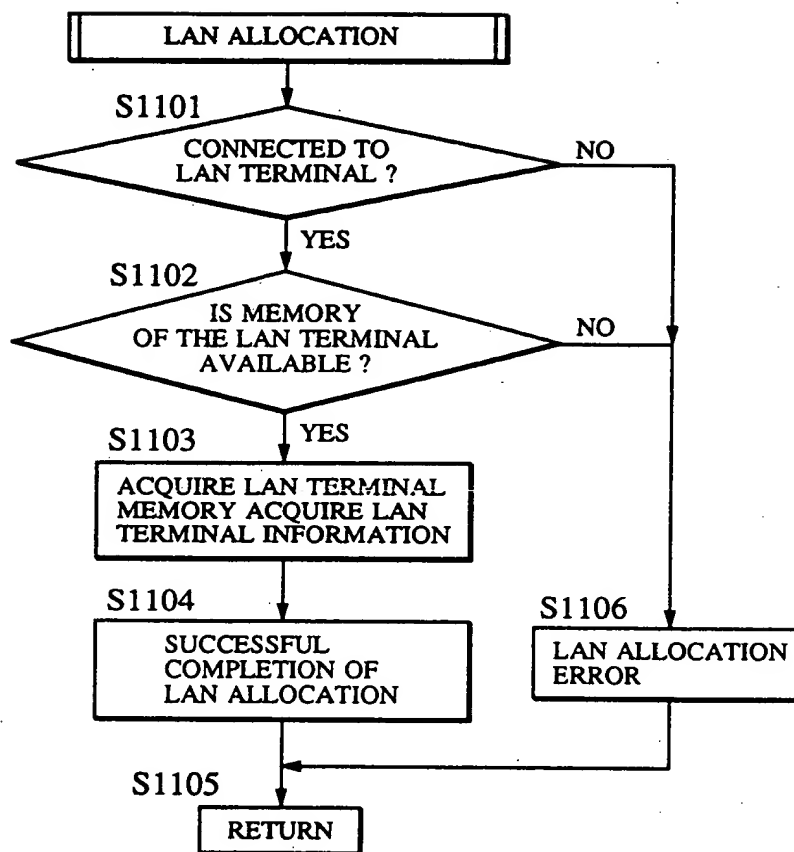 LAN ALLOCATION
S1101
CONNECTED TO
LAN TERMINAL ?
NO
YES
S1102
IS MEMORY
OF THE LAN TERMINAL
AVAILABLE ?
NO
YES
S1103
ACQUIRE LAN TERMINAL
MEMORY ACQUIRE LAN
TERMINAL INFORMATION
S1104
SUCCESSFUL
COMPLETION OF
LAN ALLOCATION
S1106
LAN ALLOCATION
ERROR
S1105
RETURN